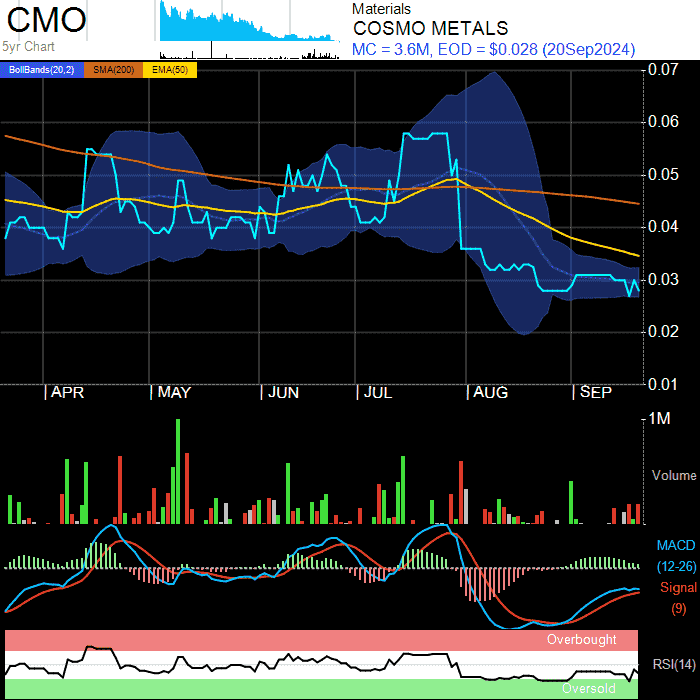 CMO
5yr Chart
Materials
COSMO METALS
MC = 3.6M, EOD = $0.028 (20Sep2024)
BollBands(20,2) SMA(200) EMA(50)
0.07
0.06
0.05
0.04
0.03
0.02
0.01
APR MAY JUN JUL AUG SEP
1M
Volume
MACD
(12-26)
Signal
(9)
Overbought
RSI(14)
Oversold